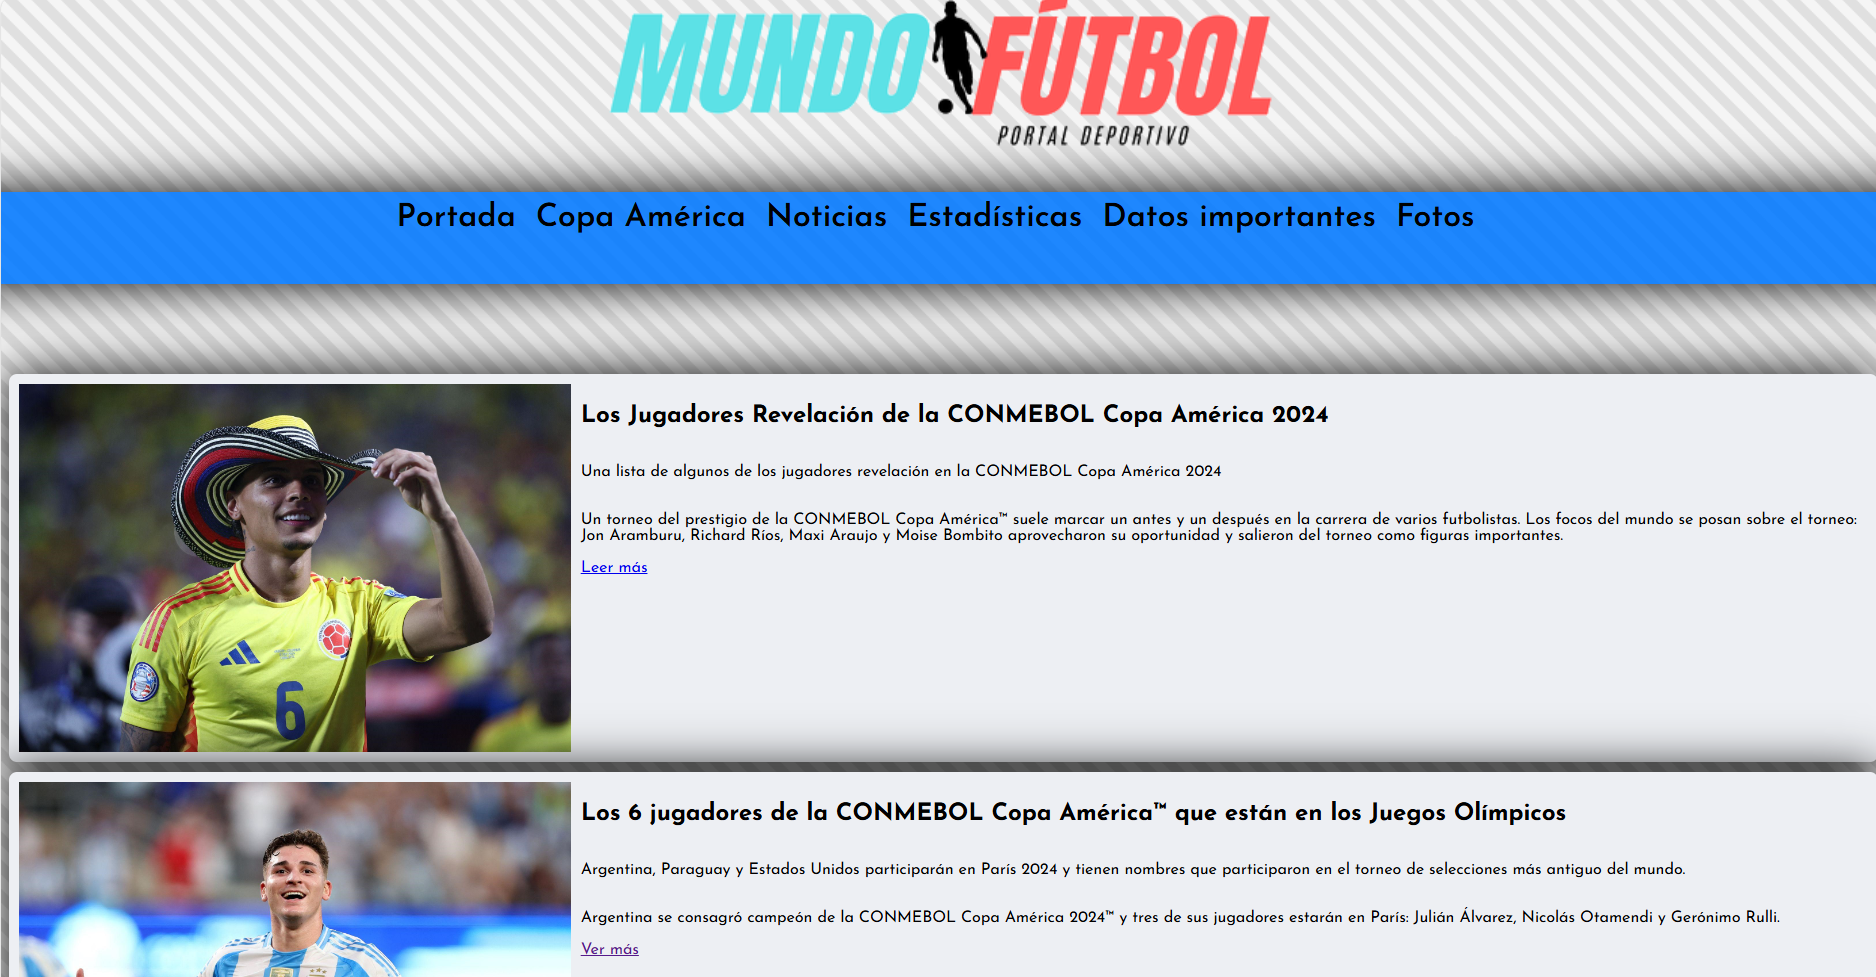 MUNDO FÚTBOL
PORTAL DEPORTIVO
Portada Copa América Noticias Estadísticas Datos importantes Fotos
Los Jugadores Revelación de la CONMEBOL Copa América 2024
Una lista de algunos de los jugadores revelación en la CONMEBOL Copa América 2024
Un torneo del prestigio de la CONMEBOL Copa América™ suele marcar un antes y un después en la carrera de varios futbolistas. Los focos del mundo se posan sobre el torneo:
Jon Aramburu, Richard Ríos, Maxi Araujo y Moise Bombito aprovecharon su oportunidad y salieron del torneo como figuras importantes.
Leer más
6
Los 6 jugadores de la CONMEBOL Copa América™ que están en los Juegos Olímpicos
Argentina, Paraguay y Estados Unidos participarán en París 2024 y tienen nombres que participaron en el torneo de selecciones más antiguo del mundo.
Argentina se consagró campeón de la CONMEBOL Copa América 2024™ y tres de sus jugadores estarán en París: Julián Álvarez, Nicolás Otamendi y Gerónimo Rulli.
Ver más